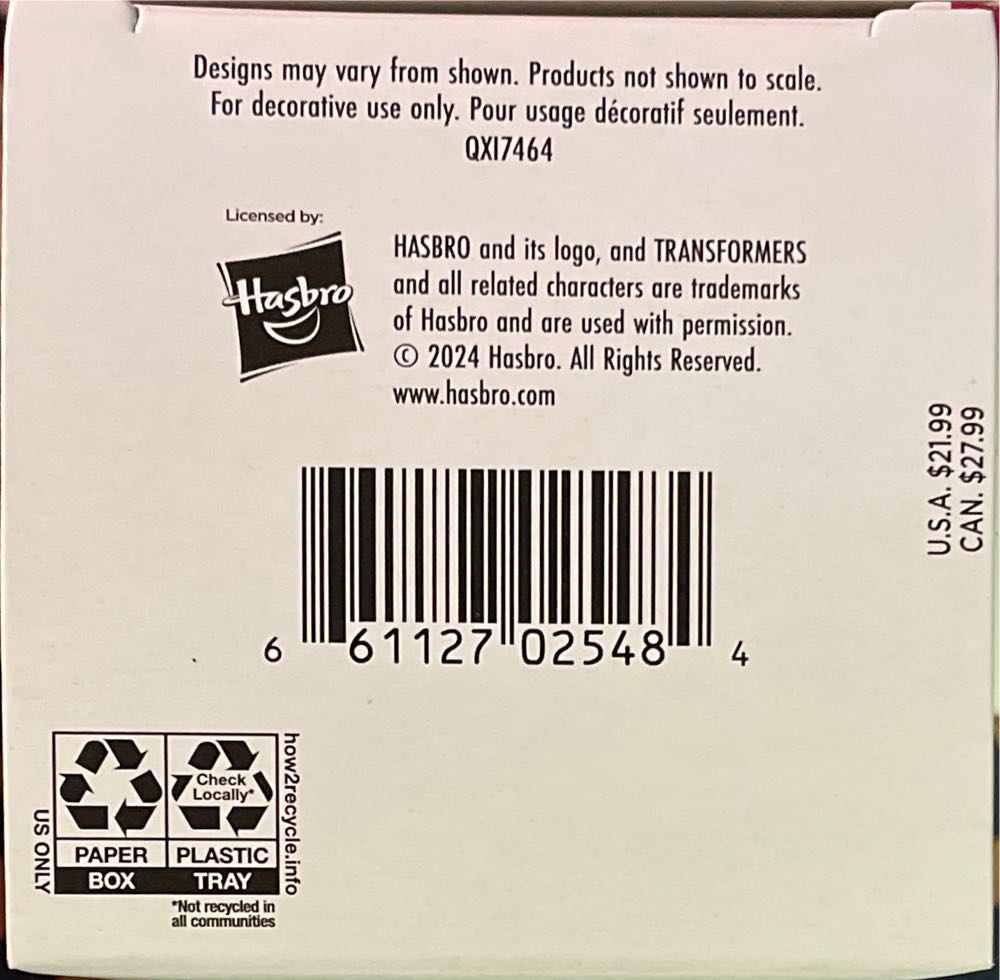 Designs may vary from shown. Products not shown to scale.
For decorative use only. Pour usage décoratif seulement.
QXI7464
Licensed by:
Hasbro
HASBRO and its logo, and TRANSFORMERS
and all related characters are trademarks
of Hasbro and are used with permission.
© 2024 Hasbro. All Rights Reserved.
www.hasbro.com
U.S.A. $21.99
CAN. $27.99
6 61127 02548 4
US ONLY
Check
Locally*
PAPER
BOX
PLASTIC
TRAY
how2recycle.info
*Not recycled in
all communities